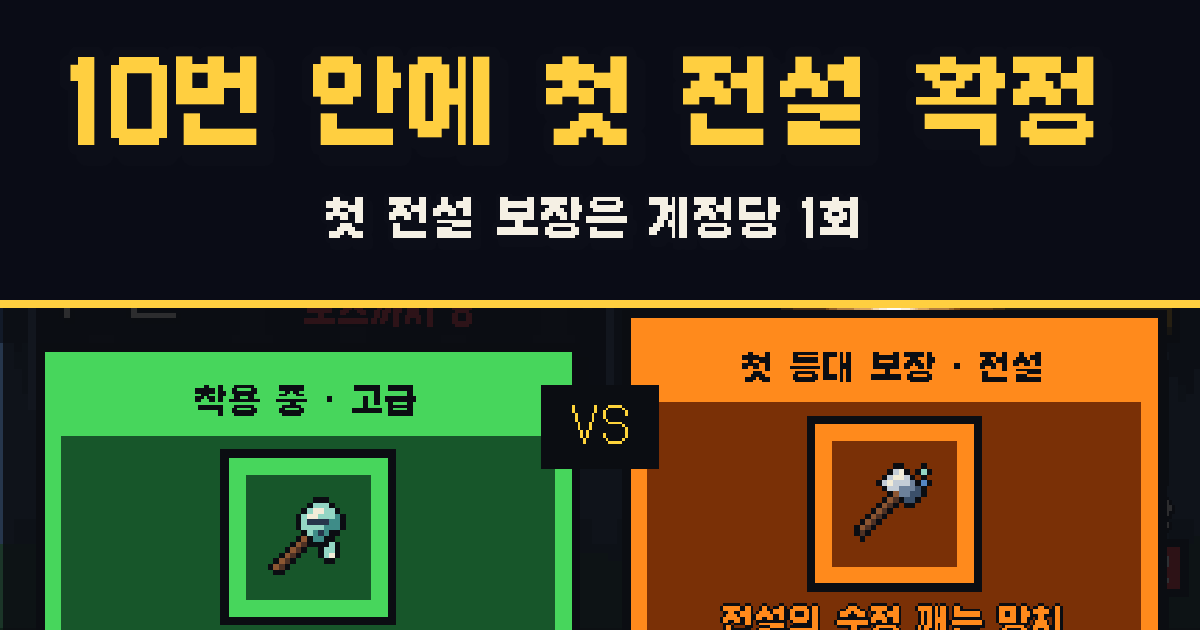 10번 안에 첫 전설 확정
첫 전설 보장은 계정당 1회
착용 중 · 고급
VS
첫 등대 보장 · 전설
전설의 수정 깨는 망치